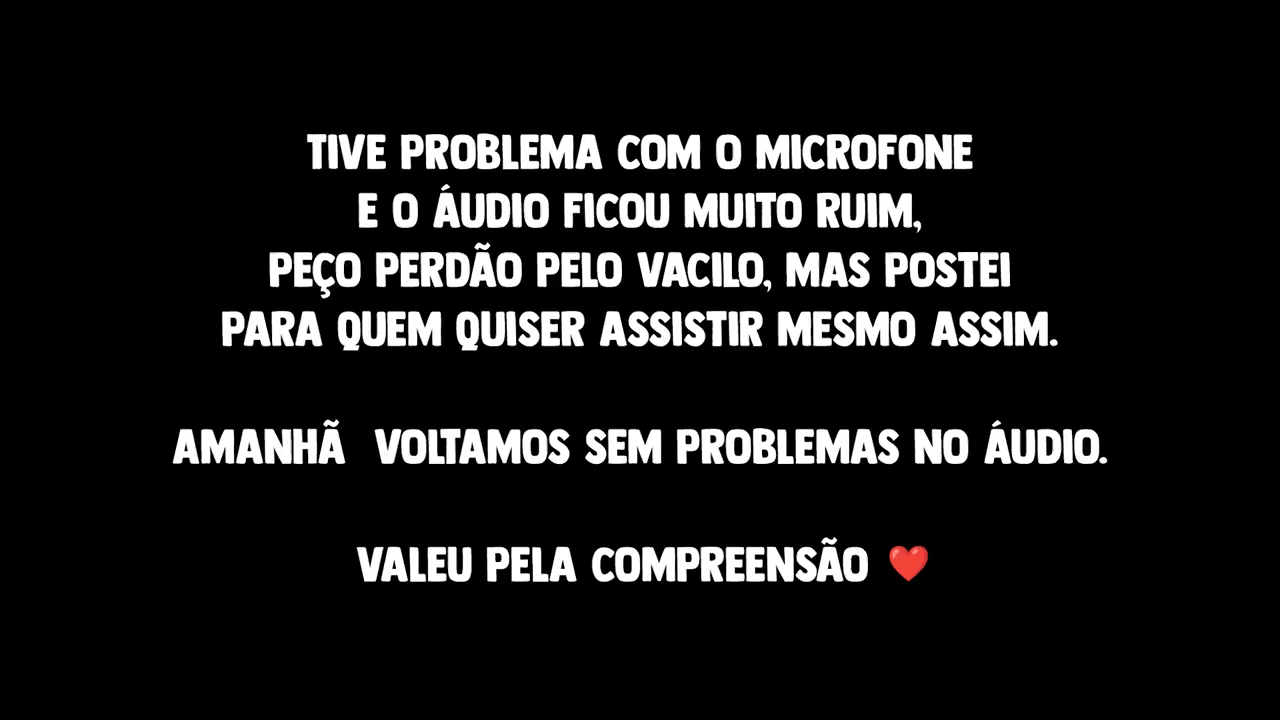 TIVE PROBLEMA COM O MICROFONE
E O ÁUDIO FICOU MUITO RUIM,
PEÇO PERDÃO PELO VACILO, MAS POSTEI
PARA QUEM QUISER ASSISTIR MESMO ASSIM.
AMANHÃ VOLTAMOS SEM PROBLEMAS NO ÁUDIO.
VALEU PELA COMPREENSÃO ❤️